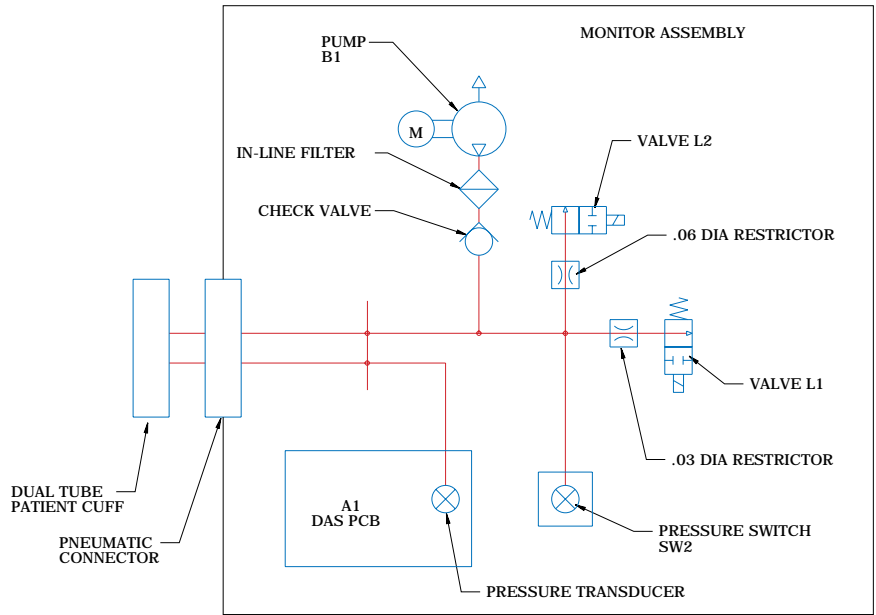 MONITOR ASSEMBLY
PUMP
B1
M
IN-LINE FILTER
VALVE L2
CHECK VALVE
.06 DIA RESTRICTOR
VALVE L1
.03 DIA RESTRICTOR
DUAL TUBE
PATIENT CUFF
A1
DAS PCB
PRESSURE SWITCH
SW2
PNEUMATIC
CONNECTOR
PRESSURE TRANSDUCER